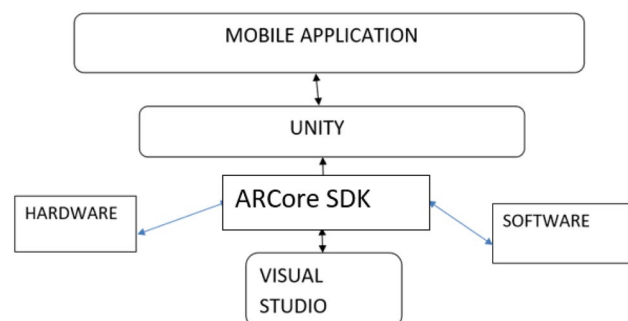 MOBILE APPLICATION
UNITY
ARCore SDK
HARDWARE
SOFTWARE
VISUAL
STUDIO